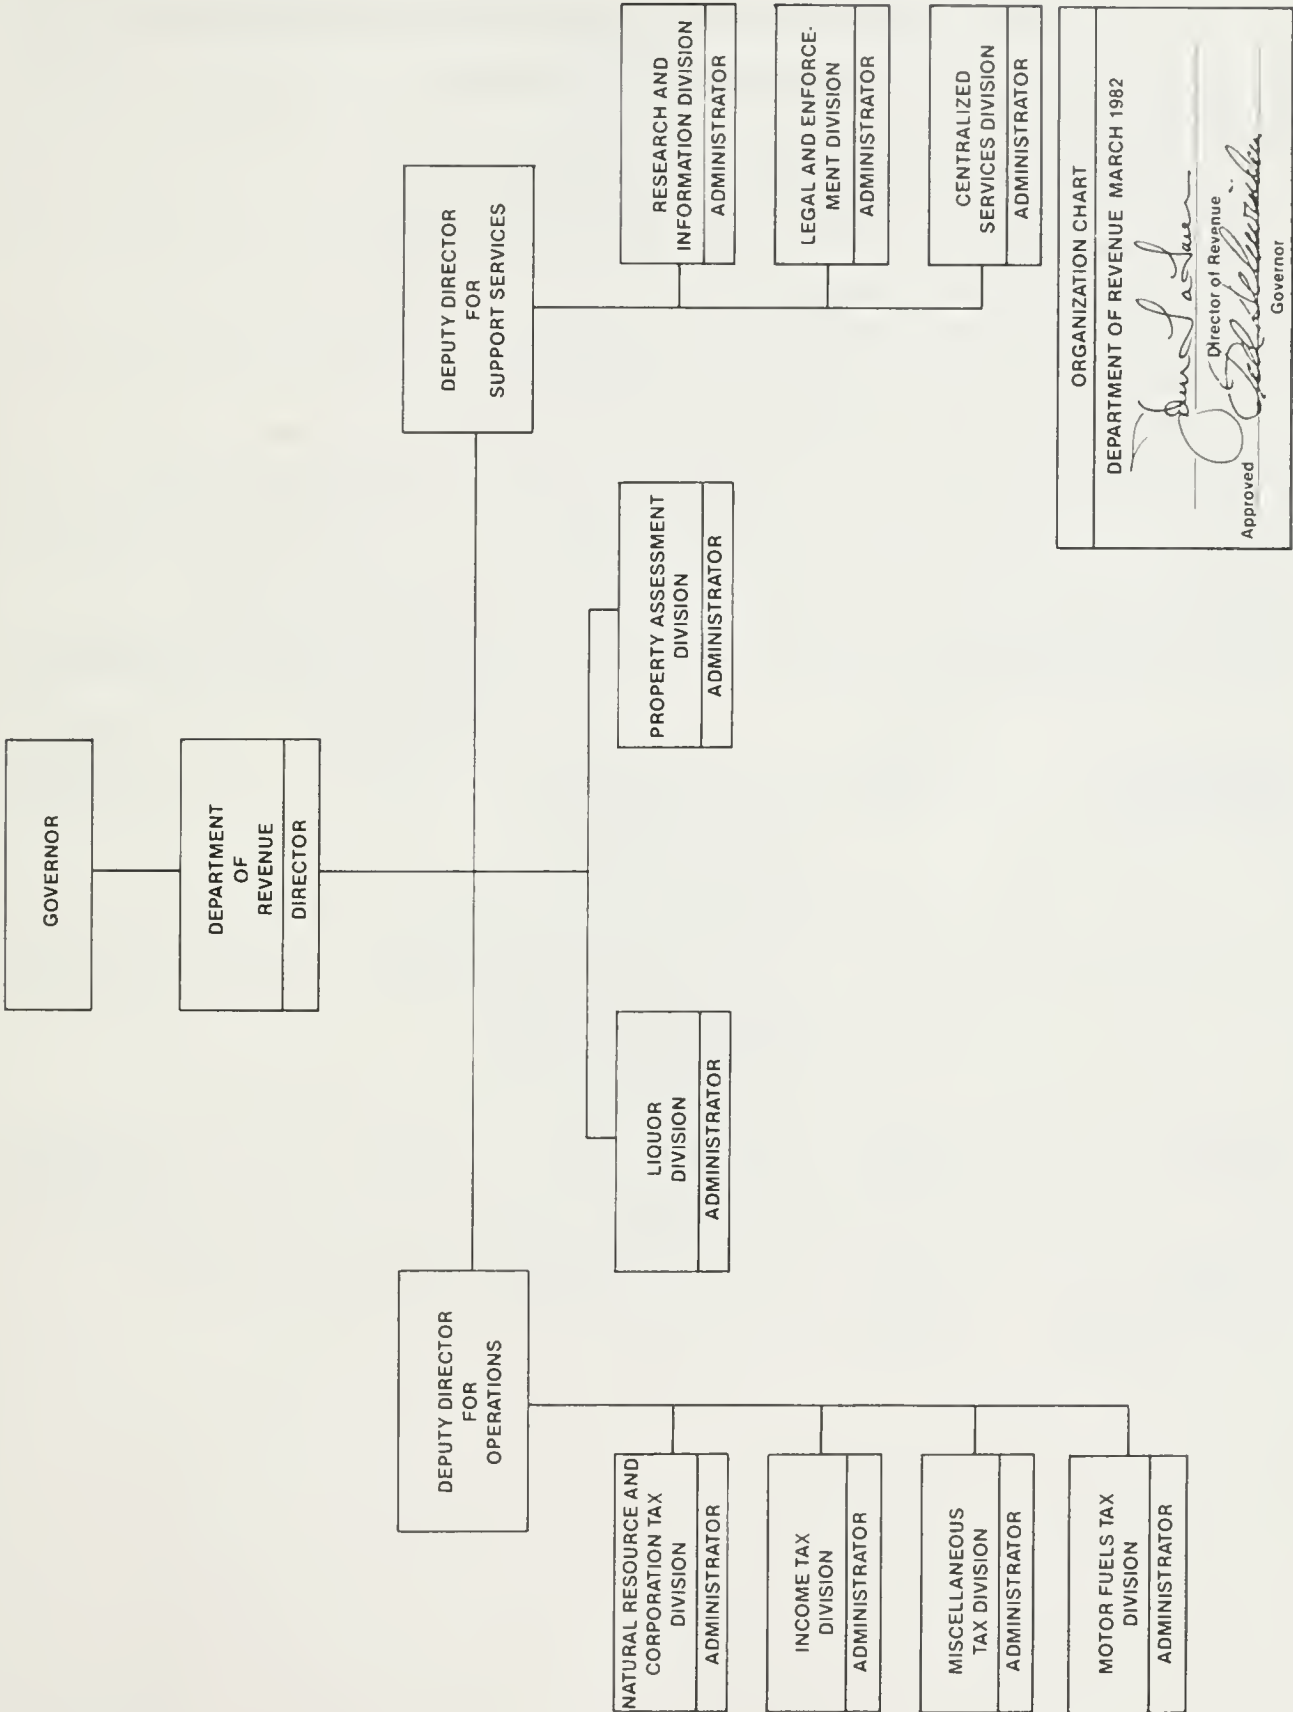 GOVERNOR
DEPARTMENT
OF
REVENUE
DIRECTOR
DEPUTY DIRECTOR
FOR
OPERATIONS
DEPUTY DIRECTOR
FOR
SUPPORT SERVICES
NATURAL RESOURCE AND
CORPORATION TAX
DIVISION
ADMINISTRATOR
INCOME TAX
DIVISION
ADMINISTRATOR
MISCELLANEOUS
TAX DIVISION
ADMINISTRATOR
MOTOR FUELS TAX
DIVISION
ADMINISTRATOR
LIQUOR
DIVISION
ADMINISTRATOR
PROPERTY ASSESSMENT
DIVISION
ADMINISTRATOR
RESEARCH AND
INFORMATION DIVISION
ADMINISTRATOR
LEGAL AND ENFORCE-
MENT DIVISION
ADMINISTRATOR
CENTRALIZED
SERVICES DIVISION
ADMINISTRATOR
ORGANIZATION CHART
DEPARTMENT OF REVENUE MARCH 1982
Director of Revenue
Approved
Governor